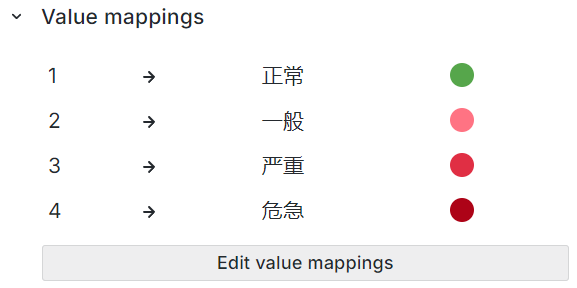 Value mappings
1 → 正常
2 → 一般
3 → 严重
4 → 危急
Edit value mappings